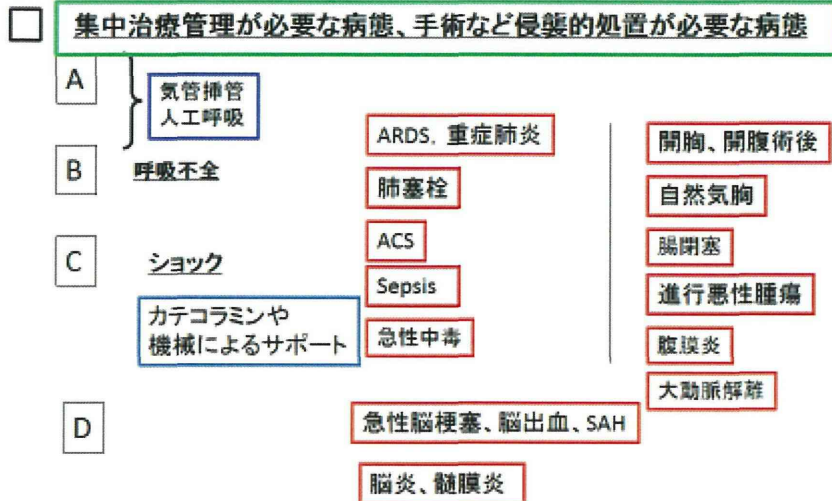 集中治療管理が必要な病態、手術など侵襲的処置が必要な病態
A
気管挿管
人工呼吸
B
呼吸不全
C
ショック
カテコラミンや
機械によるサポート
D
ARDS, 重症肺炎
肺塞栓
ACS
Sepsis
急性中毒
急性脳梗塞、脳出血、SAH
脳炎、髄膜炎
開胸、開腹術後
自然気胸
腸閉塞
進行悪性腫瘍
腹膜炎
大動脈解離